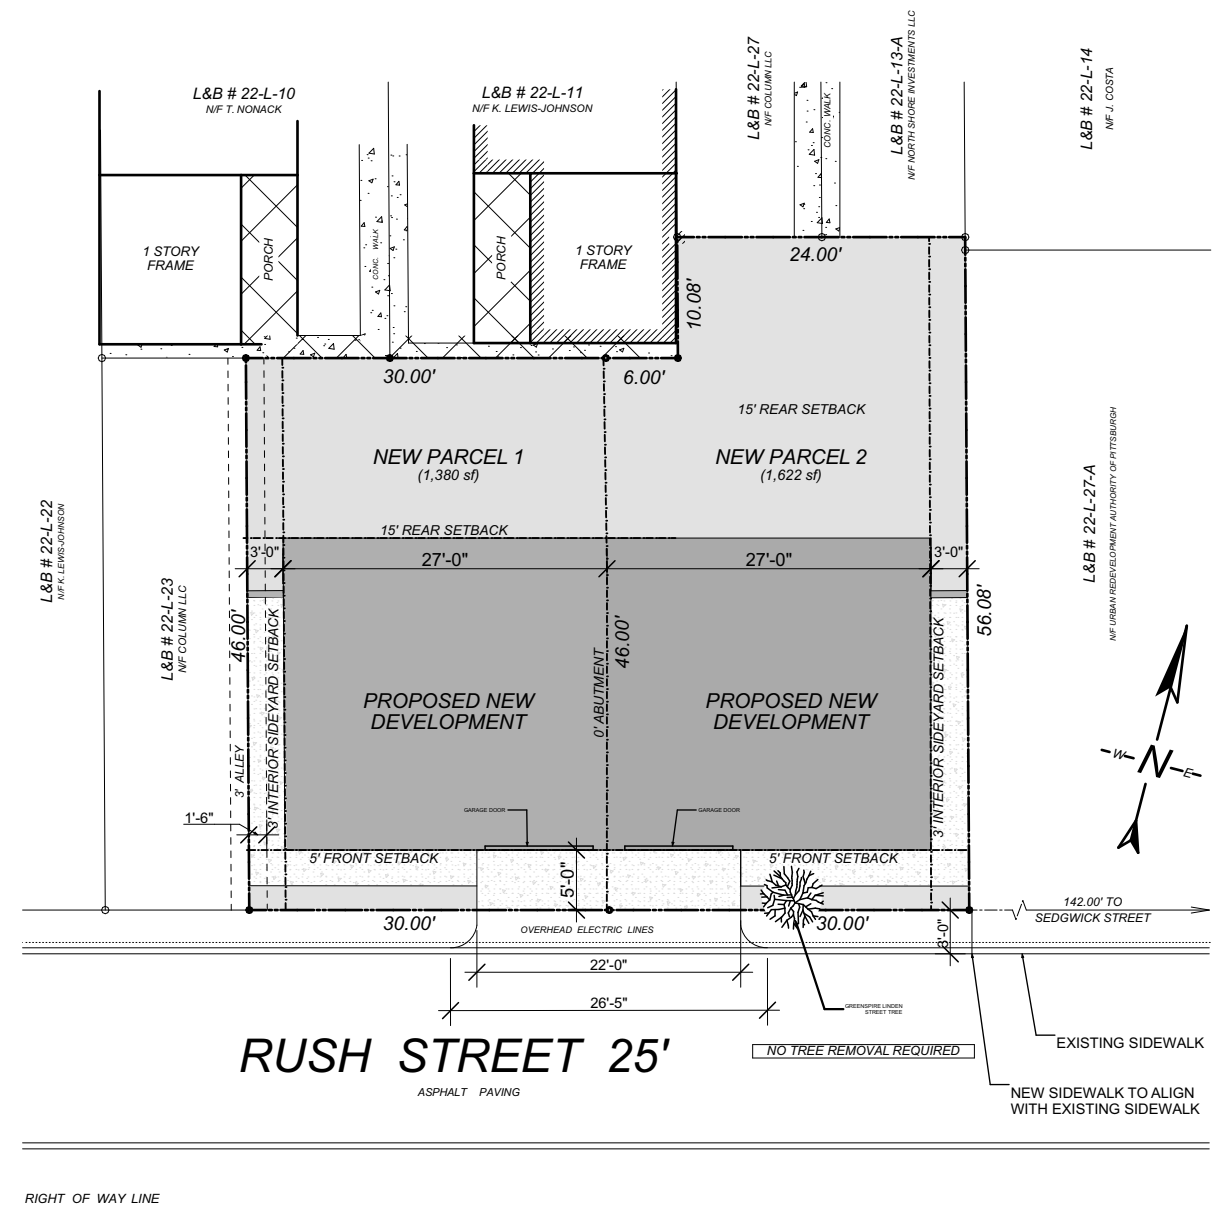 L&B # 22-L-10
N/F T. NONACK
L&B # 22-L-11
N/F K. LEWIS-JOHNSON
L&B # 22-L-27
N/F COLUMN LLC
CONC. WALK
L&B # 22-L-13-A
N/F NORTH SHORE INVESTMENTS LLC
L&B # 22-L-14
N/F J. COSTA
1 STORY
FRAME
PORCH
CONC. WALK
PORCH
1 STORY
FRAME
24.00'
10.08'
30.00'
6.00'
15' REAR SETBACK
NEW PARCEL 1
(1,380 sf)
NEW PARCEL 2
(1,622 sf)
15' REAR SETBACK
3'-0"
27'-0"
27'-0"
3'-0"
L&B # 22-L-22
N/F K. LEWIS-JOHNSON
L&B # 22-L-23
N/F COLUMN LLC
46.00'
3' ALLEY
3' INTERIOR SIDEYARD SETBACK
0' ABUTMENT
46.00'
3' INTERIOR SIDEYARD SETBACK
56.08'
L&B # 22-L-27-A
N/F URBAN REDEVELOPMENT AUTHORITY OF PITTSBURGH
PROPOSED NEW
DEVELOPMENT
PROPOSED NEW
DEVELOPMENT
W N E
GARAGE DOOR
GARAGE DOOR
1'-6"
5' FRONT SETBACK
5'-0"
5' FRONT SETBACK
30.00'
OVERHEAD ELECTRIC LINES
30.00'
3'-0"
142.00' TO
SEDGWICK STREET
22'-0"
26'-5"
GREENSPIRE LINDEN
STREET TREE
RUSH STREET 25'
ASPHALT PAVING
NO TREE REMOVAL REQUIRED
EXISTING SIDEWALK
NEW SIDEWALK TO ALIGN
WITH EXISTING SIDEWALK
RIGHT OF WAY LINE